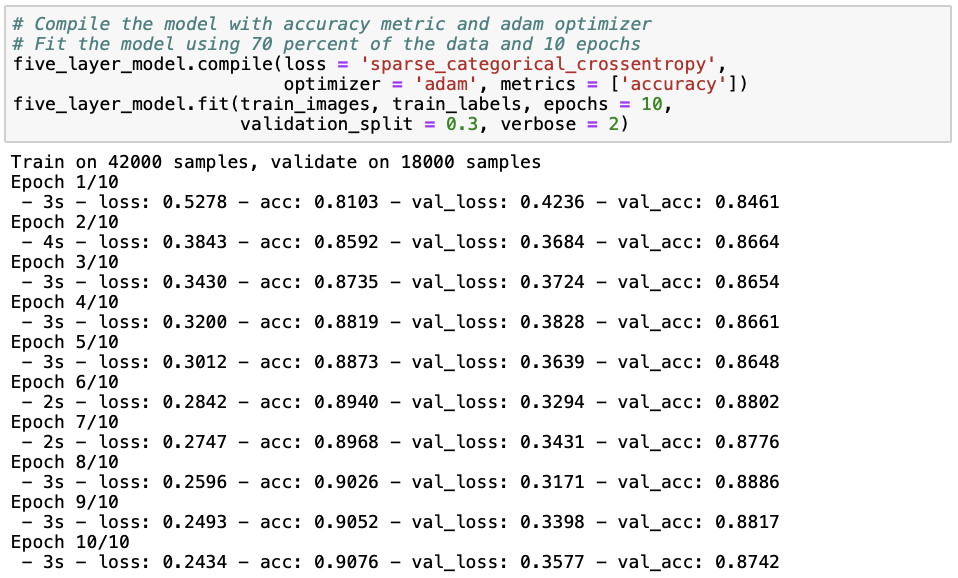 # Compile the model with accuracy metric and adam optimizer
# Fit the model using 70 percent of the data and 10 epochs
five_layer_model.compile(loss = 'sparse_categorical_crossentropy',
optimizer = 'adam', metrics = ['accuracy'])
five_layer_model.fit(train_images, train_labels, epochs = 10,
validation_split = 0.3, verbose = 2)
Train on 42000 samples, validate on 18000 samples
Epoch 1/10
- 3s - loss: 0.5278 - acc: 0.8103 - val_loss: 0.4236 - val_acc: 0.8461
Epoch 2/10
- 4s - loss: 0.3843 - acc: 0.8592 - val_loss: 0.3684 - val_acc: 0.8664
Epoch 3/10
- 3s - loss: 0.3430 - acc: 0.8735 - val_loss: 0.3724 - val_acc: 0.8654
Epoch 4/10
- 3s - loss: 0.3200 - acc: 0.8819 - val_loss: 0.3828 - val_acc: 0.8661
Epoch 5/10
- 3s - loss: 0.3012 - acc: 0.8873 - val_loss: 0.3639 - val_acc: 0.8648
Epoch 6/10
- 2s - loss: 0.2842 - acc: 0.8940 - val_loss: 0.3294 - val_acc: 0.8802
Epoch 7/10
- 2s - loss: 0.2747 - acc: 0.8968 - val_loss: 0.3431 - val_acc: 0.8776
Epoch 8/10
- 3s - loss: 0.2596 - acc: 0.9026 - val_loss: 0.3171 - val_acc: 0.8886
Epoch 9/10
- 3s - loss: 0.2493 - acc: 0.9052 - val_loss: 0.3398 - val_acc: 0.8817
Epoch 10/10
- 3s - loss: 0.2434 - acc: 0.9076 - val_loss: 0.3577 - val_acc: 0.8742